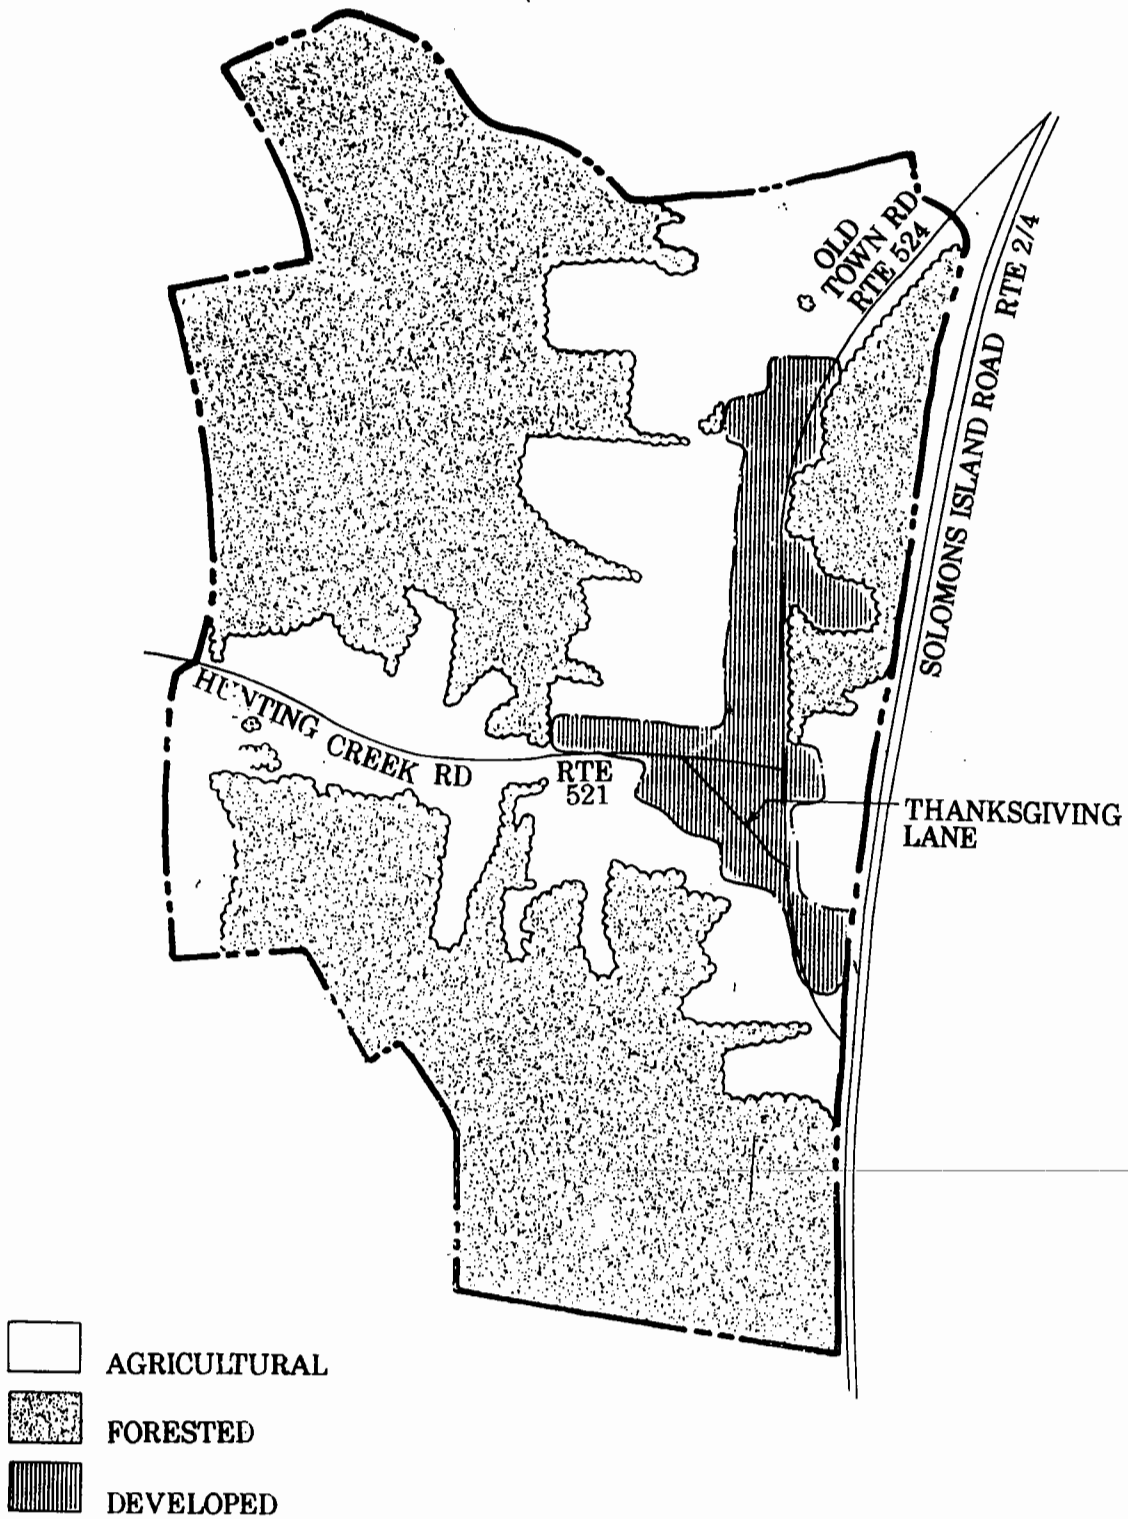 OLD
TOWN RD
RTE 524
SOLOMONS ISLAND ROAD RTE 2/4
HUNTING CREEK RD
RTE
521
THANKSGIVING
LANE
AGRICULTURAL
FORESTED
DEVELOPED